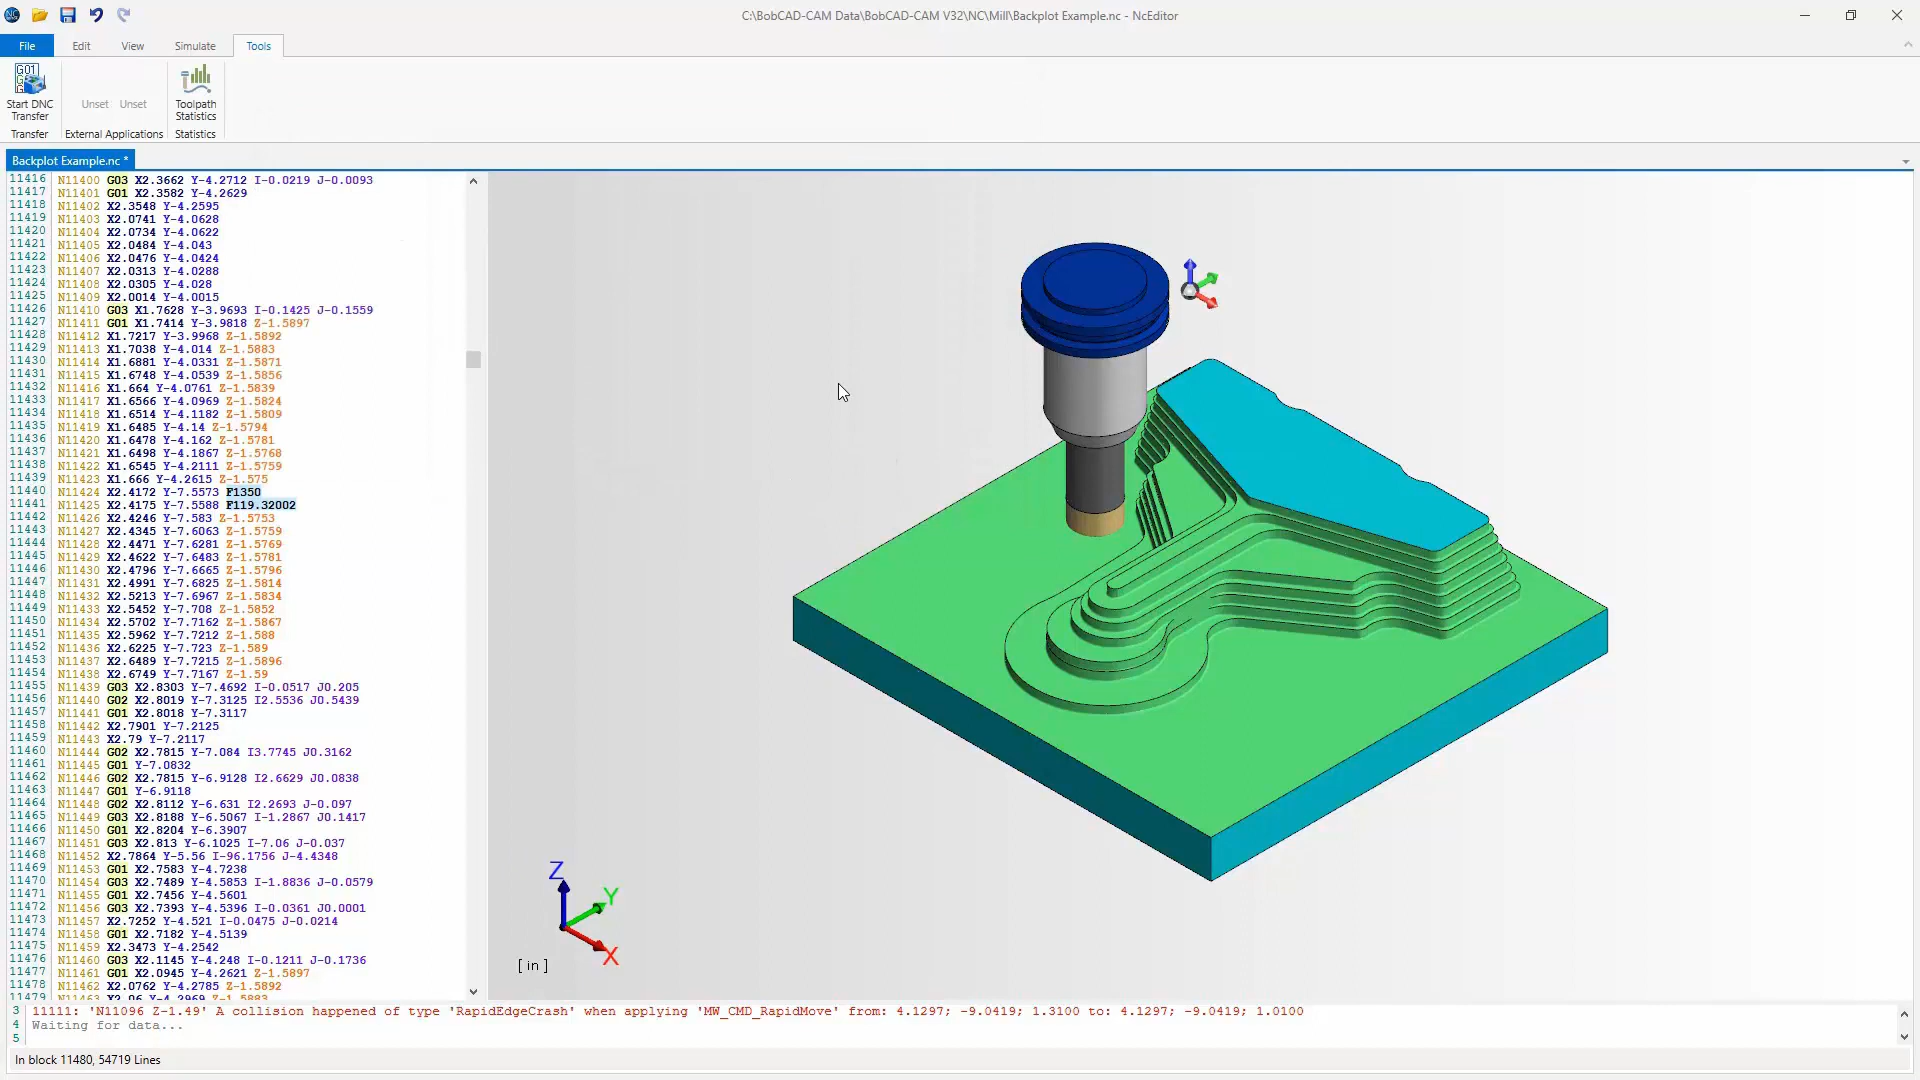 C:\BobCAD-CAM Data\BobCAD-CAM V32\NC\Mill\Backplot Example.nc - NcEditor
File Edit View Simulate Tools
G01
Start DNC Transfer
Unset Unset
Toolpath Statistics
Transfer External Applications Statistics
Backplot Example.nc *
11416 N11400 G03 X2.3662 Y-4.2712 I-0.0219 J-0.0093
11417 N11401 G01 X2.3582 Y-4.2629
11418 N11402 X2.3548 Y-4.2595
11419 N11403 X2.0741 Y-4.0628
11420 N11404 X2.0734 Y-4.0622
11421 N11405 X2.0484 Y-4.043
11422 N11406 X2.0476 Y-4.0424
11423 N11407 X2.0313 Y-4.0288
11424 N11408 X2.0305 Y-4.028
11425 N11409 X2.0014 Y-4.0015
11426 N11410 G03 X1.7628 Y-3.9693 I-0.1425 J-0.1559
11427 N11411 G01 X1.7414 Y-3.9818 Z-1.5897
11428 N11412 X1.7217 Y-3.9968 Z-1.5892
11429 N11413 X1.7038 Y-4.014 Z-1.5883
11430 N11414 X1.6881 Y-4.0331 Z-1.5871
11431 N11415 X1.6748 Y-4.0539 Z-1.5856
11432 N11416 X1.664 Y-4.0761 Z-1.5839
11433 N11417 X1.6566 Y-4.0969 Z-1.5824
11434 N11418 X1.6514 Y-4.1182 Z-1.5809
11435 N11419 X1.6485 Y-4.14 Z-1.5794
11436 N11420 X1.6478 Y-4.162 Z-1.5781
11437 N11421 X1.6498 Y-4.1867 Z-1.5768
11438 N11422 X1.6545 Y-4.2111 Z-1.5759
11439 N11423 X1.666 Y-4.2615 Z-1.575
11440 N11424 X2.4172 Y-7.5573 F1350
11441 N11425 X2.4175 Y-7.5588 F119.32002
11442 N11426 X2.4246 Y-7.583 Z-1.5753
11443 N11427 X2.4345 Y-7.6063 Z-1.5759
11444 N11428 X2.4471 Y-7.6281 Z-1.5769
11445 N11429 X2.4622 Y-7.6483 Z-1.5781
11446 N11430 X2.4796 Y-7.6665 Z-1.5796
11447 N11431 X2.4991 Y-7.6825 Z-1.5814
11448 N11432 X2.5213 Y-7.6967 Z-1.5834
11449 N11433 X2.5452 Y-7.708 Z-1.5852
11450 N11434 X2.5702 Y-7.7162 Z-1.5867
11451 N11435 X2.5962 Y-7.7212 Z-1.588
11452 N11436 X2.6225 Y-7.723 Z-1.589
11453 N11437 X2.6489 Y-7.7215 Z-1.5896
11454 N11438 X2.6749 Y-7.7167 Z-1.59
11455 N11439 G03 X2.8303 Y-7.4692 I-0.0517 J0.205
11456 N11440 G02 X2.8019 Y-7.3125 I2.5536 J0.5439
11457 N11441 G01 X2.8018 Y-7.3117
11458 N11442 X2.7901 Y-7.2125
11459 N11443 X2.79 Y-7.2117
11460 N11444 G02 X2.7815 Y-7.084 I3.7745 J0.3162
11461 N11445 G01 Y-7.0832
11462 N11446 G02 X2.7815 Y-6.9128 I2.6629 J0.0838
11463 N11447 G01 Y-6.9118
11464 N11448 G02 X2.8112 Y-6.631 I2.2693 J-0.097
11465 N11449 G03 X2.8188 Y-6.5067 I-1.2867 J0.1417
11466 N11450 G01 X2.8204 Y-6.3907
11467 N11451 G03 X2.813 Y-6.1025 I-7.06 J-0.037
11468 N11452 X2.7864 Y-5.56 I-96.1756 J-4.4348
11469 N11453 G01 X2.7583 Y-4.7238
11470 N11454 G03 X2.7489 Y-4.5853 I-1.8836 J-0.0579
11471 N11455 G01 X2.7456 Y-4.5601
11472 N11456 G03 X2.7393 Y-4.5396 I-0.0361 J0.0001
11473 N11457 X2.7252 Y-4.521 I-0.0475 J-0.0214
11474 N11458 G01 X2.7182 Y-4.5139
11475 N11459 X2.3473 Y-4.2542
11476 N11460 G03 X2.1145 Y-4.248 I-0.1211 J-0.1736
11477 N11461 G01 X2.0945 Y-4.2621 Z-1.5897
11478 N11462 X2.0762 Y-4.2785 Z-1.5892
11479 N11463 X2.06 Y-4.2969 Z-1.5883
Z
Y
X
[ in ]
3 11111: 'N11096 Z-1.49' A collision happened of type 'RapidEdgeCrash' when applying 'MW_CMD_RapidMove' from: 4.1297; -9.0419; 1.3100 to: 4.1297; -9.0419; 1.0100
4 Waiting for data...
5
In block 11480, 54719 Lines